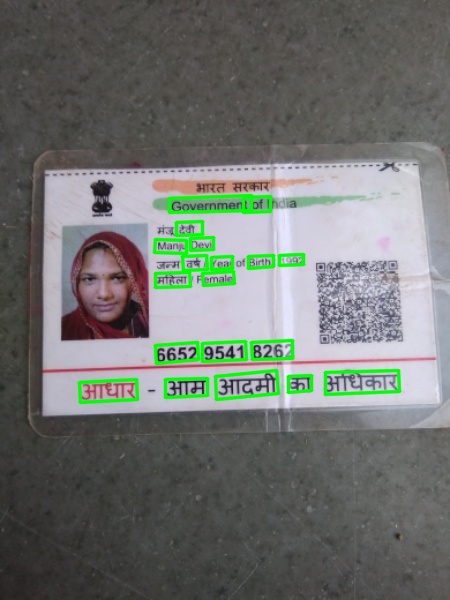 भारत सरकार
Government of India
मंजू देवी
Manju Devi
जन्म वर्ष / Year of Birth :
महिला / Female
6652 9541 8262
आधार - आम आदमी का अधिकार